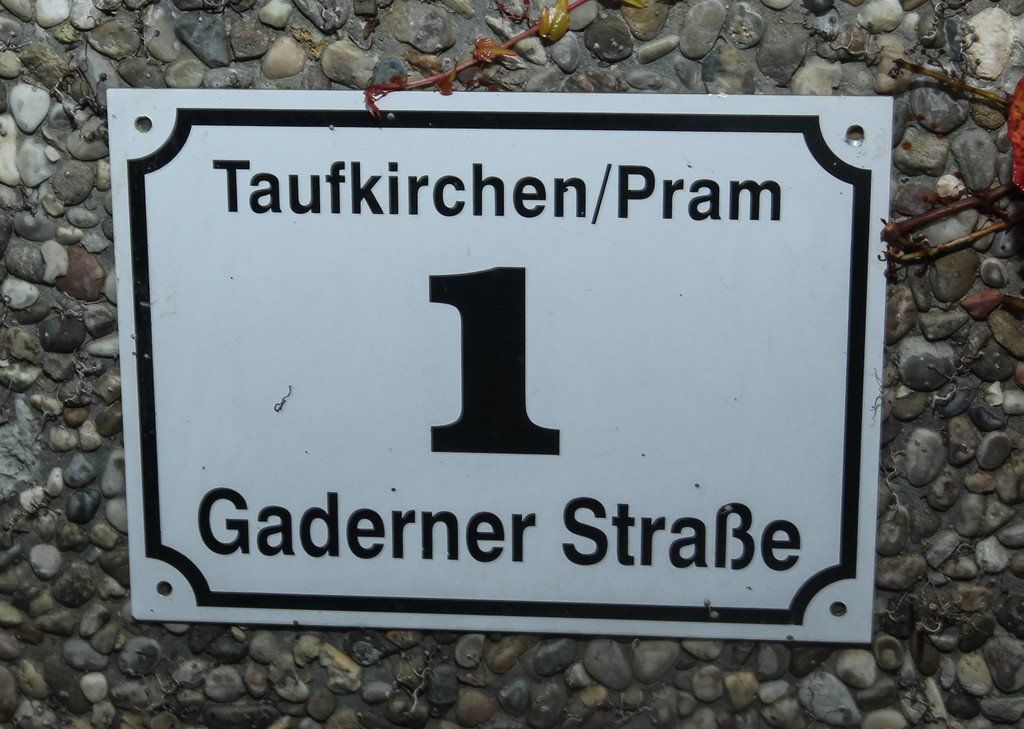 Taufkirchen/Pram
1
Gaderner Straße